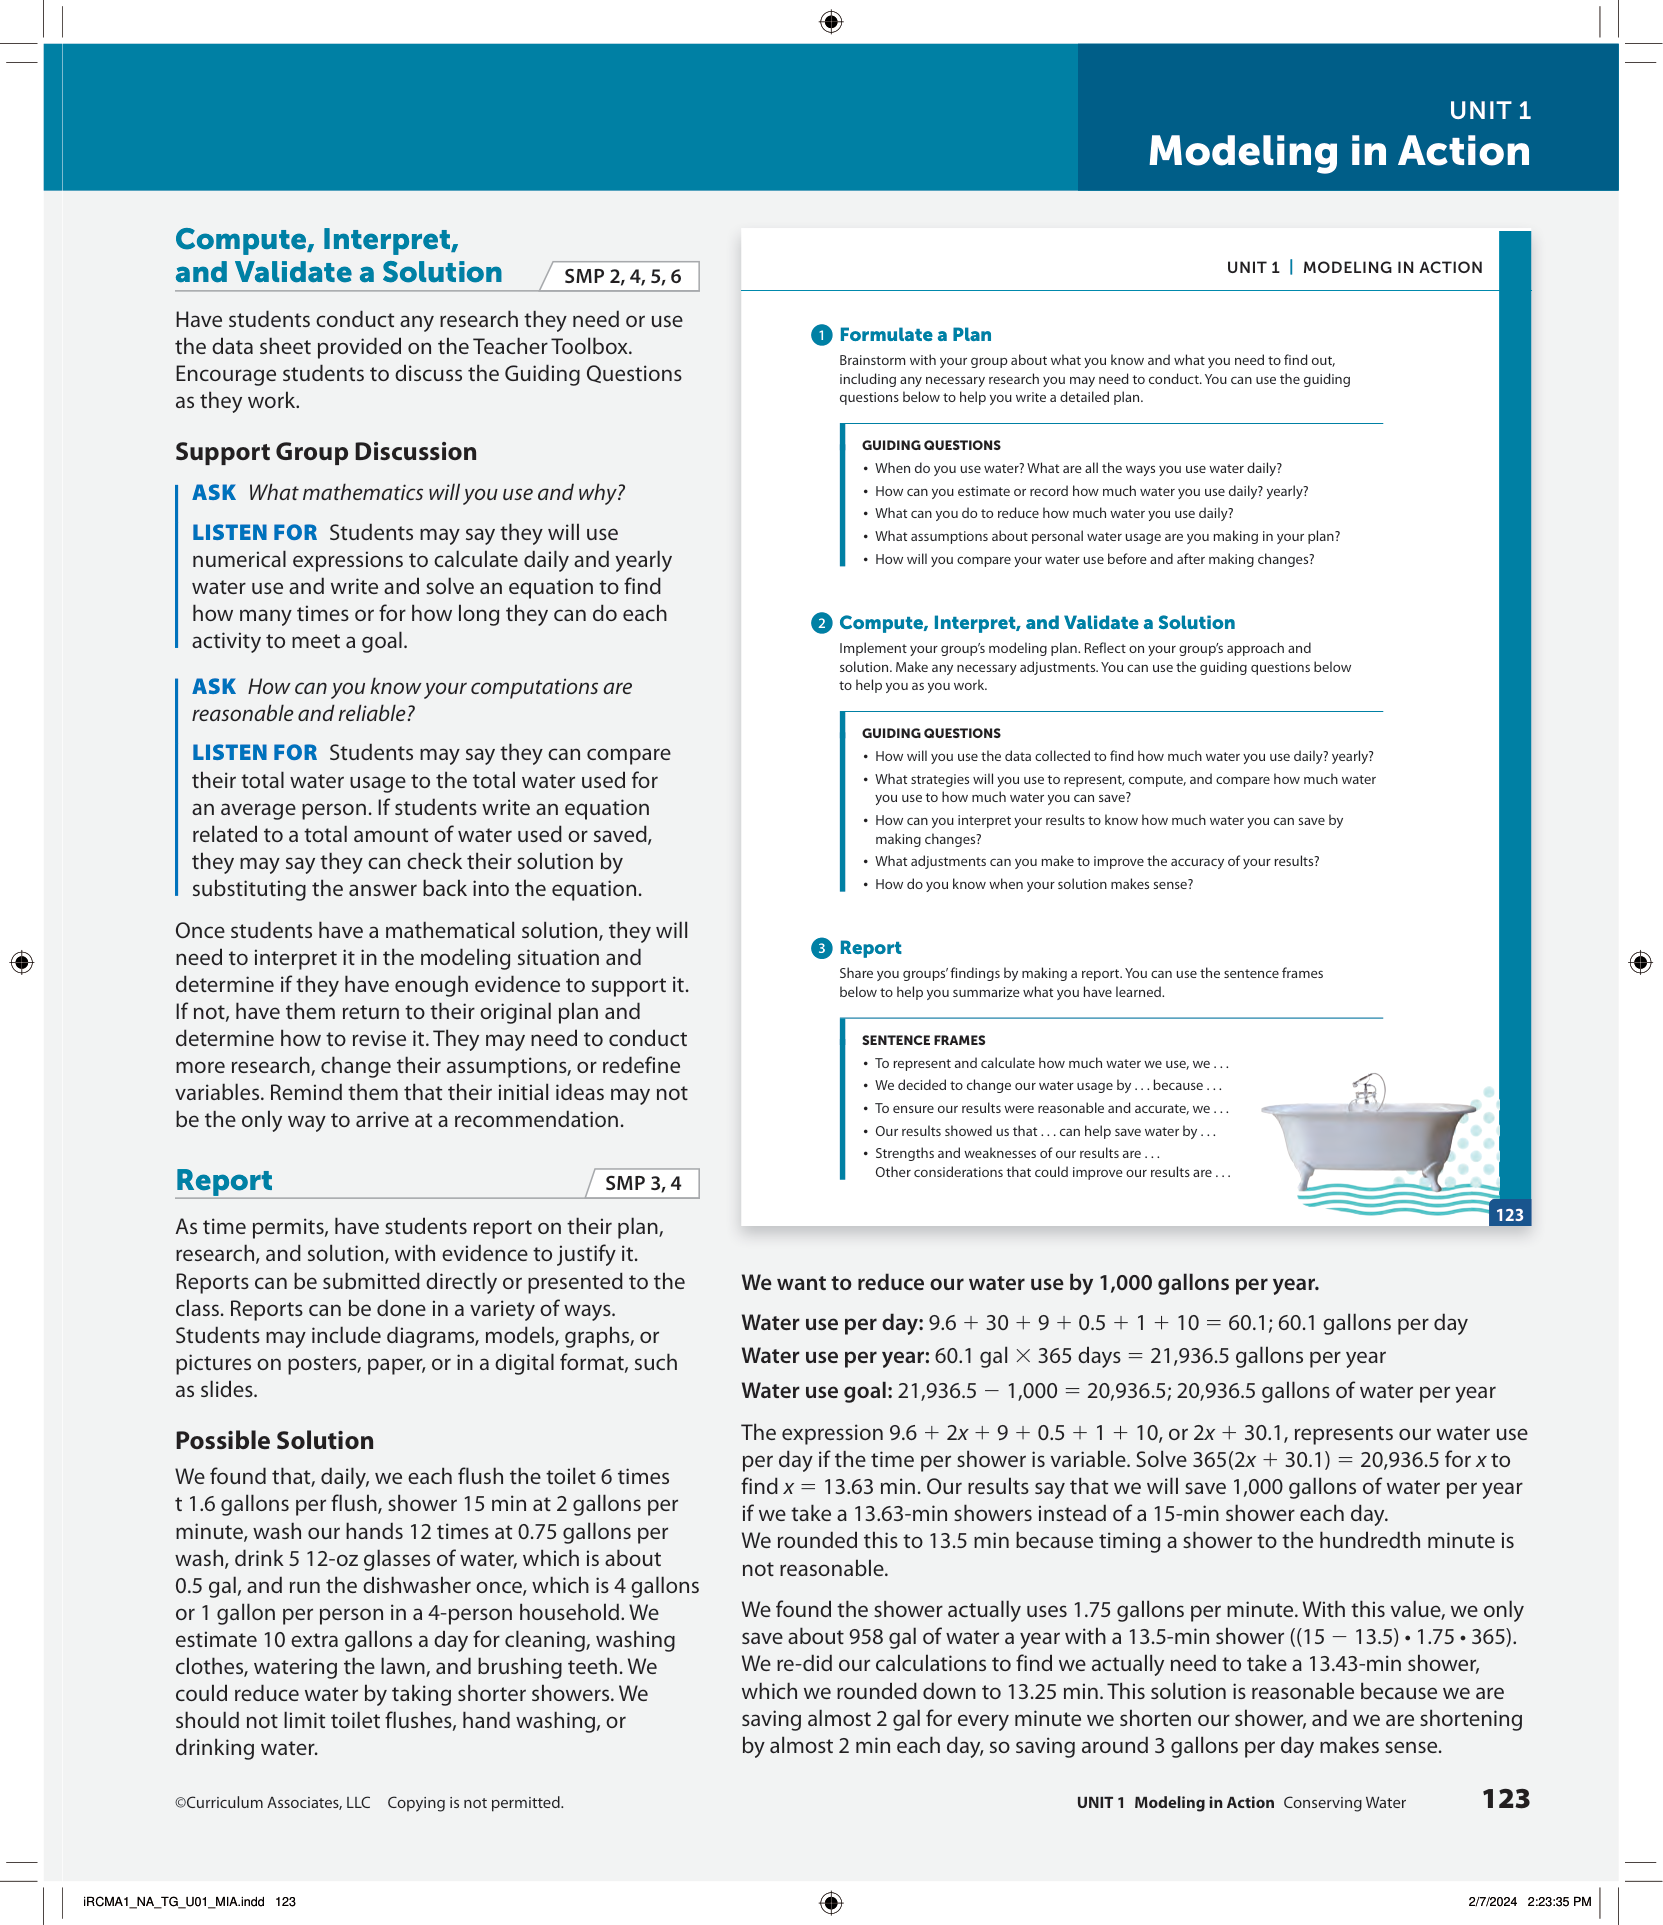 UNIT 1
Modeling in Action
Compute, Interpret,
and Validate a Solution
SMP 2, 4, 5, 6
Have students conduct any research they need or use
the data sheet provided on the Teacher Toolbox.
Encourage students to discuss the Guiding Questions
as they work.
Support Group Discussion
ASK What mathematics will you use and why?
LISTEN FOR Students may say they will use
numerical expressions to calculate daily and yearly
water use and write and solve an equation to find
how many times or for how long they can do each
activity to meet a goal.
ASK How can you know your computations are
reasonable and reliable?
LISTEN FOR Students may say they can compare
their total water usage to the total water used for
an average person. If students write an equation
related to a total amount of water used or saved,
they may say they can check their solution by
substituting the answer back into the equation.
Once students have a mathematical solution, they will
need to interpret it in the modeling situation and
determine if they have enough evidence to support it.
If not, have them return to their original plan and
determine how to revise it. They may need to conduct
more research, change their assumptions, or redefine
variables. Remind them that their initial ideas may not
be the only way to arrive at a recommendation.
Report
SMP 3, 4
As time permits, have students report on their plan,
research, and solution, with evidence to justify it.
Reports can be submitted directly or presented to the
class. Reports can be done in a variety of ways.
Students may include diagrams, models, graphs, or
pictures on posters, paper, or in a digital format, such
as slides.
Possible Solution
We found that, daily, we each flush the toilet 6 times
t 1.6 gallons per flush, shower 15 min at 2 gallons per
minute, wash our hands 12 times at 0.75 gallons per
wash, drink 5 12-oz glasses of water, which is about
0.5 gal, and run the dishwasher once, which is 4 gallons
or 1 gallon per person in a 4-person household. We
estimate 10 extra gallons a day for cleaning, washing
clothes, watering the lawn, and brushing teeth. We
could reduce water by taking shorter showers. We
should not limit toilet flushes, hand washing, or
drinking water.
UNIT 1 | MODELING IN ACTION
1 Formulate a Plan
Brainstorm with your group about what you know and what you need to find out,
including any necessary research you may need to conduct. You can use the guiding
questions below to help you write a detailed plan.
GUIDING QUESTIONS
• When do you use water? What are all the ways you use water daily?
• How can you estimate or record how much water you use daily? yearly?
• What can you do to reduce how much water you use daily?
• What assumptions about personal water usage are you making in your plan?
• How will you compare your water use before and after making changes?
2 Compute, Interpret, and Validate a Solution
Implement your group's modeling plan. Reflect on your group's approach and
solution. Make any necessary adjustments. You can use the guiding questions below
to help you as you work.
GUIDING QUESTIONS
• How will you use the data collected to find how much water you use daily? yearly?
• What strategies will you use to represent, compute, and compare how much water
you use to how much water you can save?
• How can you interpret your results to know how much water you can save by
making changes?
• What adjustments can you make to improve the accuracy of your results?
• How do you know when your solution makes sense?
3 Report
Share you groups' findings by making a report. You can use the sentence frames
below to help you summarize what you have learned.
SENTENCE FRAMES
• To represent and calculate how much water we use, we . . .
• We decided to change our water usage by . . . because . . .
• To ensure our results were reasonable and accurate, we . . .
• Our results showed us that . . . can help save water by . . .
• Strengths and weaknesses of our results are . . .
Other considerations that could improve our results are . . .
123
We want to reduce our water use by 1,000 gallons per year.
Water use per day: 9.6 + 30 + 9 + 0.5 + 1 + 10 = 60.1; 60.1 gallons per day
Water use per year: 60.1 gal × 365 days = 21,936.5 gallons per year
Water use goal: 21,936.5 − 1,000 = 20,936.5; 20,936.5 gallons of water per year
The expression 9.6 + 2x + 9 + 0.5 + 1 + 10, or 2x + 30.1, represents our water use
per day if the time per shower is variable. Solve 365(2x + 30.1) = 20,936.5 for x to
find x = 13.63 min. Our results say that we will save 1,000 gallons of water per year
if we take a 13.63-min showers instead of a 15-min shower each day.
We rounded this to 13.5 min because timing a shower to the hundredth minute is
not reasonable.
We found the shower actually uses 1.75 gallons per minute. With this value, we only
save about 958 gal of water a year with a 13.5-min shower ((15 − 13.5) • 1.75 • 365).
We re-did our calculations to find we actually need to take a 13.43-min shower,
which we rounded down to 13.25 min. This solution is reasonable because we are
saving almost 2 gal for every minute we shorten our shower, and we are shortening
by almost 2 min each day, so saving around 3 gallons per day makes sense.
©Curriculum Associates, LLC Copying is not permitted.
UNIT 1 Modeling in Action Conserving Water 123
iRCMA1_NA_TG_U01_MIA.indd 123
2/7/2024 2:23:35 PM